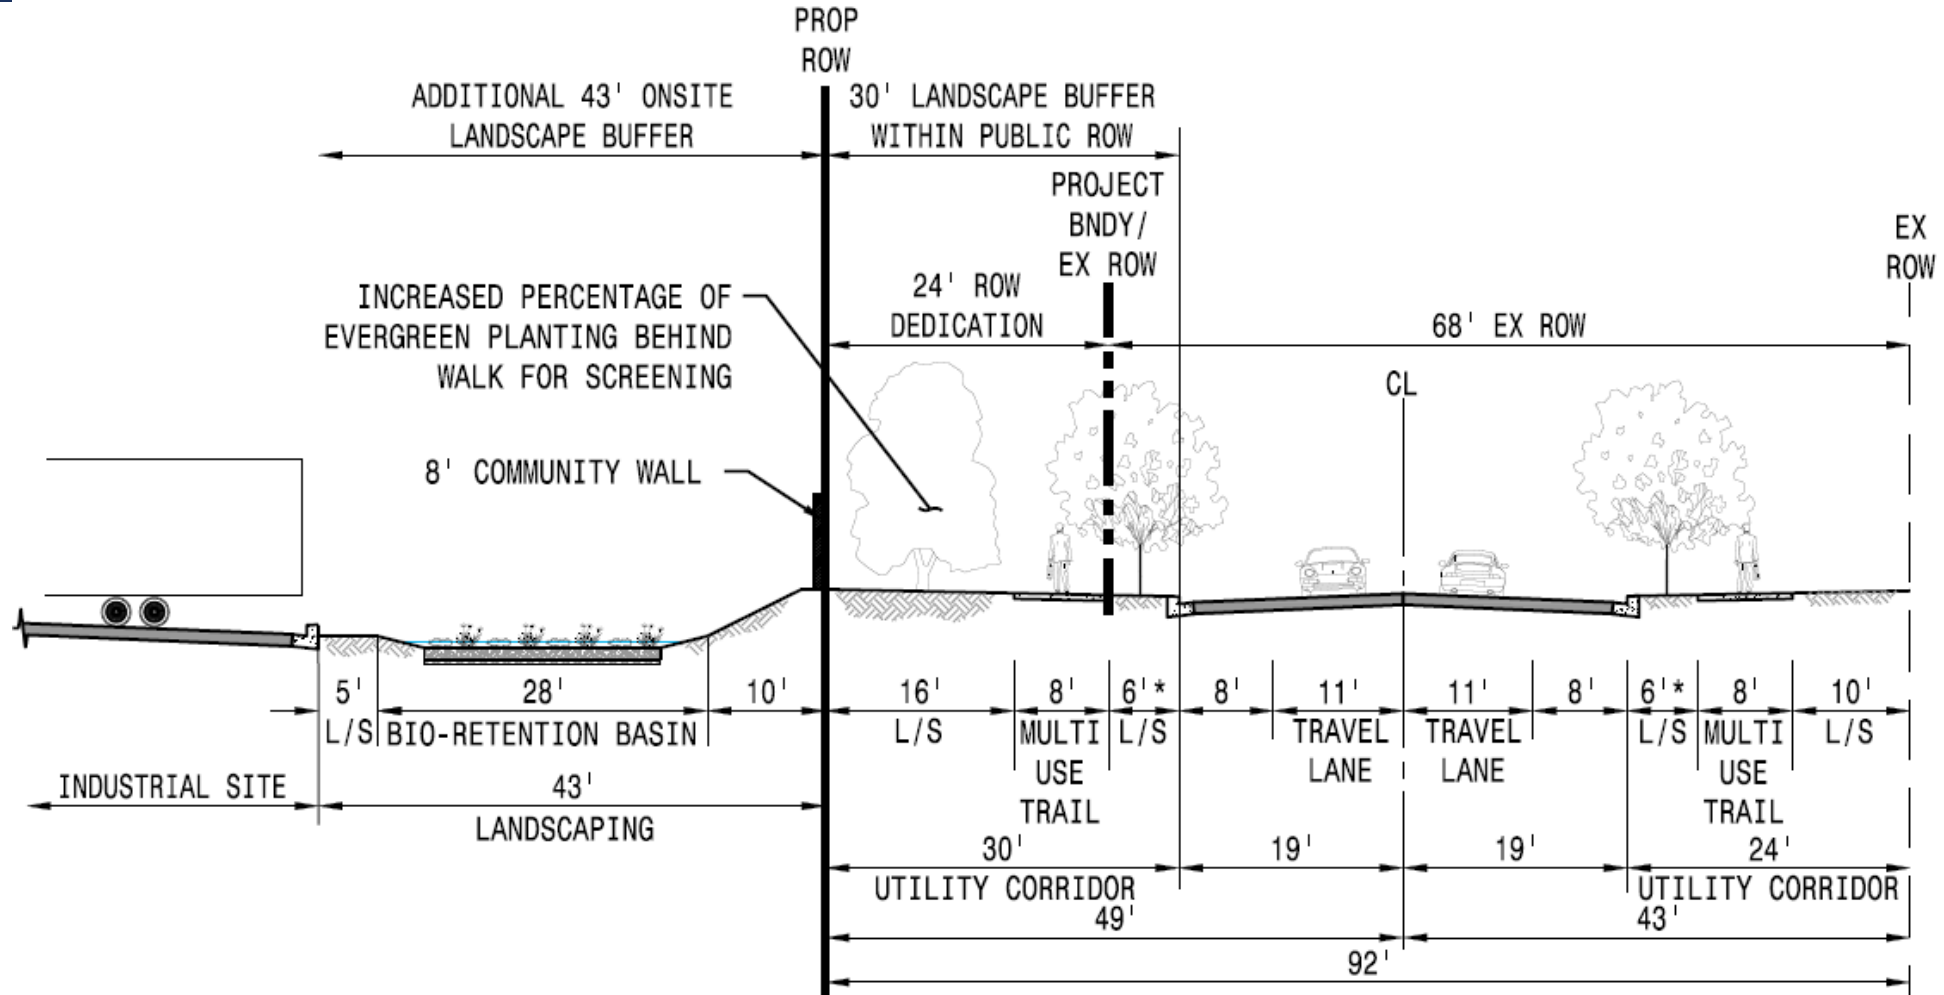 PROP
ROW
ADDITIONAL 43' ONSITE
LANDSCAPE BUFFER
30' LANDSCAPE BUFFER
WITHIN PUBLIC ROW
PROJECT
BNDY/
EX ROW
EX
ROW
24' ROW
DEDICATION
68' EX ROW
INCREASED PERCENTAGE OF
EVERGREEN PLANTING BEHIND
WALK FOR SCREENING
CL
8' COMMUNITY WALL
5'
L/S
28'
BIO-RETENTION BASIN
10'
16'
L/S
8'
MULTI
USE
TRAIL
6'*
L/S
8'
11'
TRAVEL
LANE
11'
TRAVEL
LANE
8'
6'*
L/S
8'
MULTI
USE
TRAIL
10'
L/S
INDUSTRIAL SITE
43'
LANDSCAPING
30'
UTILITY CORRIDOR
19'
19'
24'
UTILITY CORRIDOR
49'
43'
92'